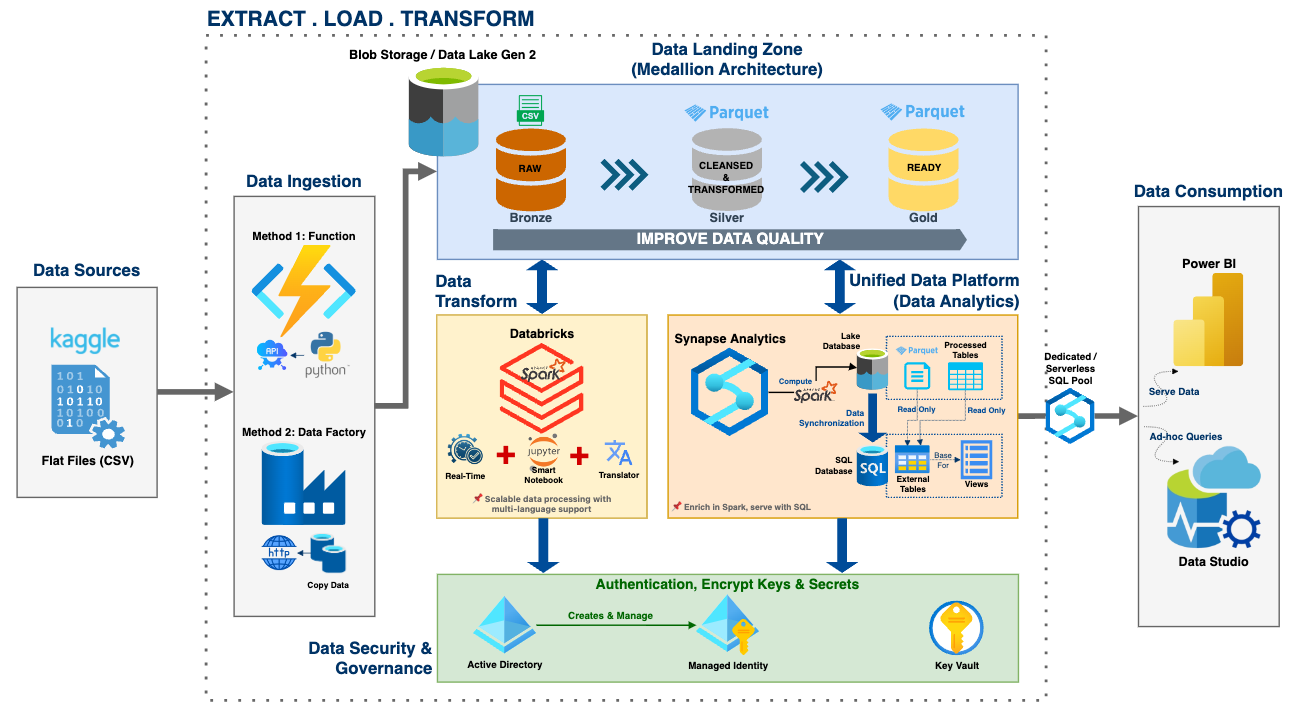 EXTRACT . LOAD . TRANSFORM
Blob Storage / Data Lake Gen 2
Data Landing Zone
(Medallion Architecture)
CSV
Parquet
Parquet
RAW
CLEANSED
&
TRANSFORMED
READY
Bronze
Silver
Gold
IMPROVE DATA QUALITY
Data Ingestion
Method 1: Function
API
python
Method 2: Data Factory
http
Copy Data
Data Sources
kaggle
101
01010
10110
10100
010
Flat Files (CSV)
Data
Transform
Databricks
APACHE
Spark
Real-Time
jupyter
Smart
Notebook
Translator
Scalable data processing with
multi-language support
Unified Data Platform
(Data Analytics)
Synapse Analytics
Compute
APACHE
Spark
Lake
Database
Parquet
Processed
Tables
Read Only
Read Only
Data
Synchronization
SQL
Database
SQL
External
Tables
Base
For
Views
Enrich in Spark, serve with SQL
Dedicated /
Serverless
SQL Pool
Data Consumption
Power BI
Serve Data
Ad-hoc Queries
Data Studio
Data Security &
Governance
Authentication, Encrypt Keys & Secrets
Creates & Manage
Active Directory
Managed Identity
Key Vault